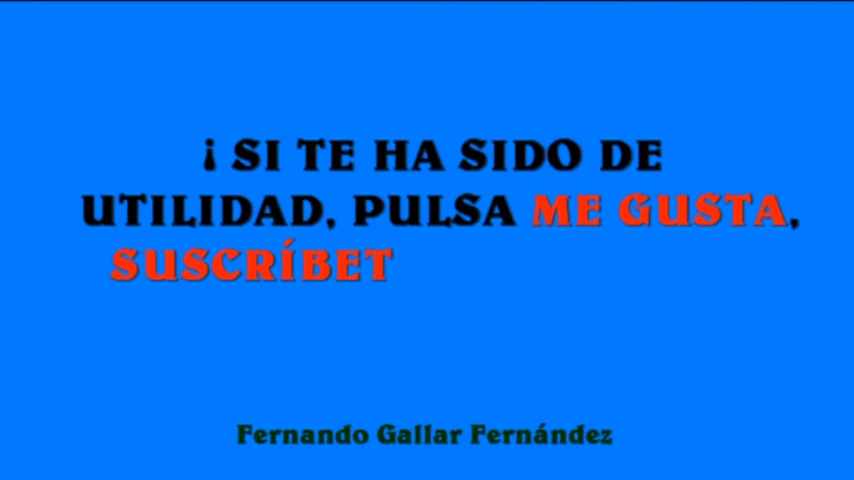 ¡ SI TE HA SIDO DE
UTILIDAD, PULSA ME GUSTA,
SUSCRÍBET
Fernando Gallar Fernández